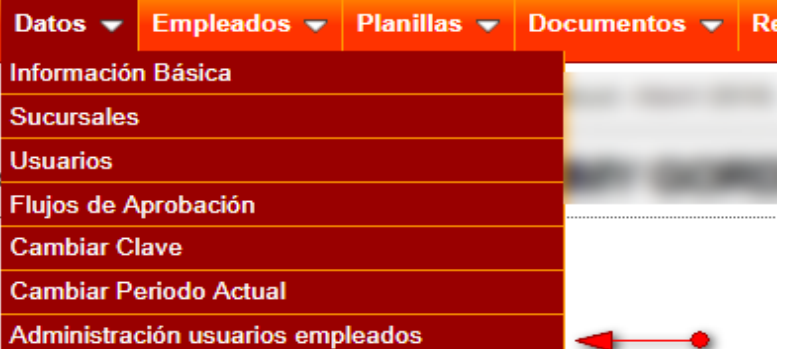 Datos Empleados Planillas Documentos
Información Básica
Sucursales
Usuarios
Flujos de Aprobación
Cambiar Clave
Cambiar Periodo Actual
Administración usuarios empleados